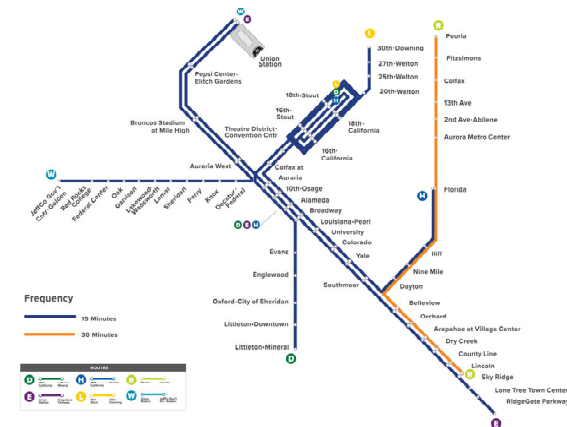 W
E
Union
Station
Pepsi Center-
Elitch Gardens
Broncos Stadium
at Mile High
Theatre District-
Convention Cntr
Auraria West
Colfax at
Auraria
16th-
Stout
18th-Stout
L
D
H
18th-
California
16th-
California
L
30th-Downing
27th-Welton
25th-Welton
20th-Welton
R
Peoria
Fitzsimons
Colfax
13th Ave
2nd Ave-Abilene
Aurora Metro Center
H
Florida
Iliff
Nine Mile
Dayton
W
Jeffco Gov't
Cntr-Golden
Red Rocks
College
Federal Center
Oak
Garrison
Lakewood-
Wadsworth
Lamar
Sheridan
Perry
Knox
Decatur-
Federal
D E H
10th-Osage
Alameda
Broadway
Louisiana-Pearl
University
Colorado
Yale
Southmoor
Evans
Englewood
Oxford-City of Sheridan
Littleton-Downtown
Littleton-Mineral
D
Belleview
Orchard
Arapahoe at Village Center
Dry Creek
County Line
Lincoln
R
Sky Ridge
Lone Tree Town Center
RidgeGate Parkway
E
Frequency
15 Minutes
30 Minutes
ROUTES
D
H
R
E
L
W